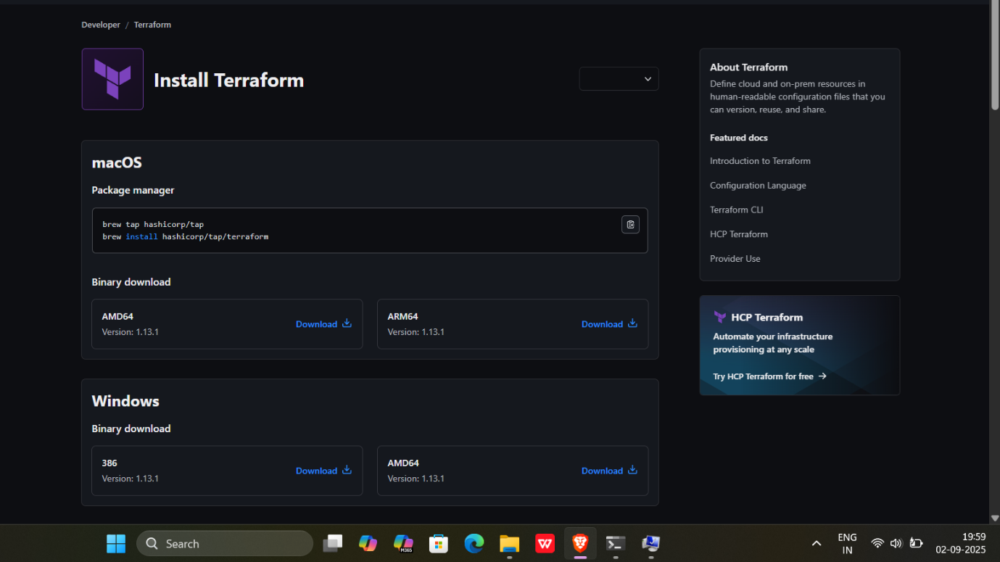 Developer / Terraform
Install Terraform
macOS
Package manager
brew tap hashicorp/tap
brew install hashicorp/tap/terraform
Binary download
AMD64
Version: 1.13.1
Download
ARM64
Version: 1.13.1
Download
Windows
Binary download
386
Version: 1.13.1
Download
AMD64
Version: 1.13.1
Download
About Terraform
Define cloud and on-prem resources in
human-readable configuration files that you
can version, reuse, and share.
Featured docs
Introduction to Terraform
Configuration Language
Terraform CLI
HCP Terraform
Provider Use
HCP Terraform
Automate your infrastructure
provisioning at any scale
Try HCP Terraform for free →
Search
M365
W
ENG
IN
19:59
02-09-2025